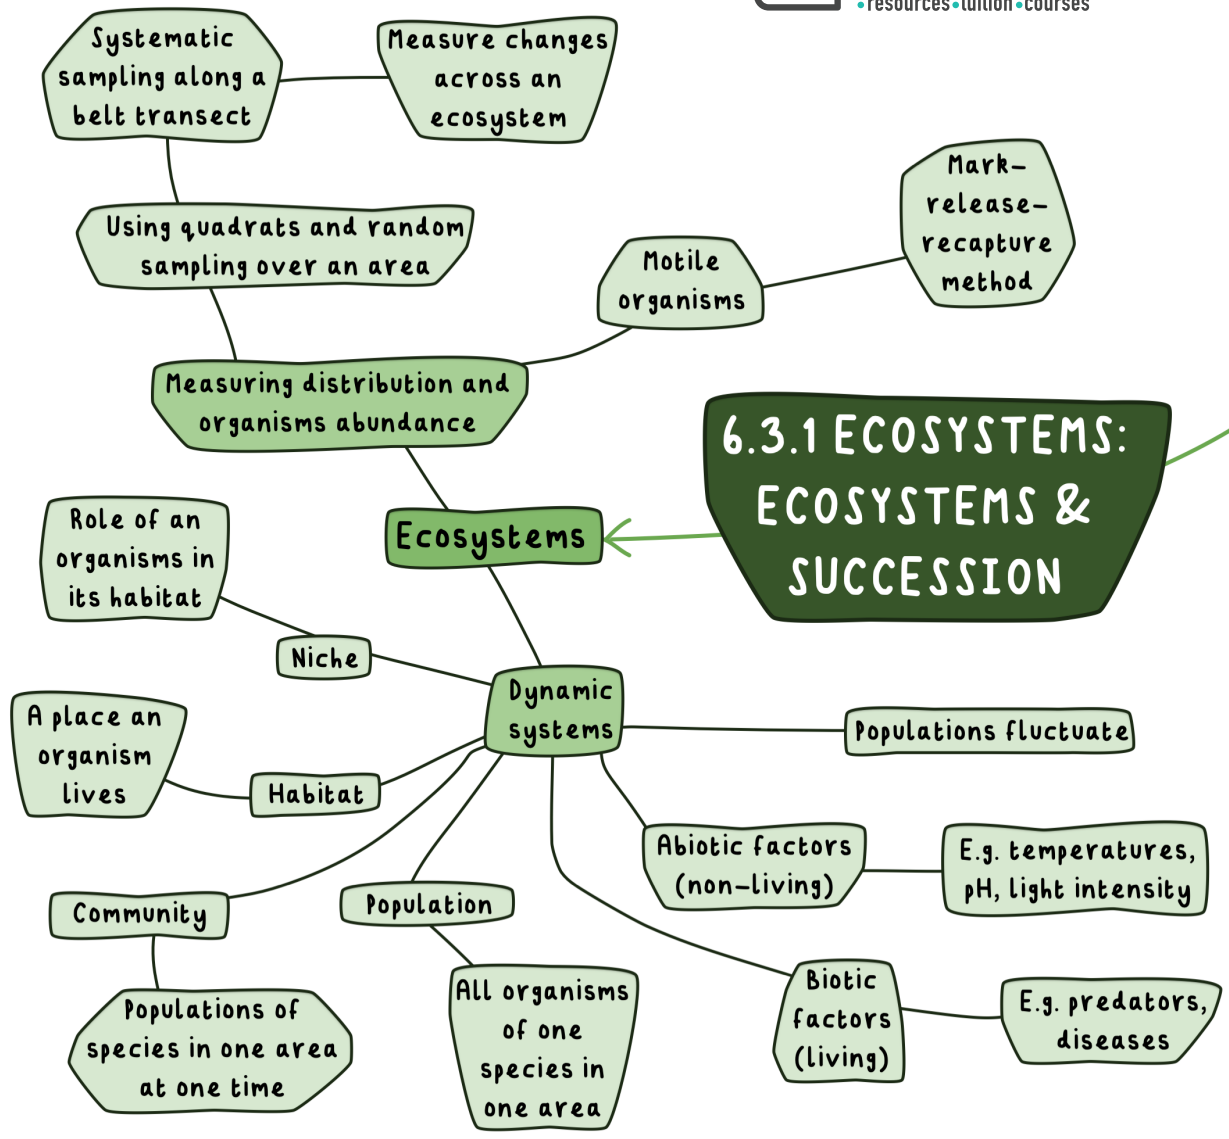 •resources•tuition•courses
Systematic
sampling along a
belt transect
Measure changes
across an
ecosystem
Using quadrats and random
sampling over an area
Motile
organisms
Mark-
release-
recapture
method
Measuring distribution and
organisms abundance
6.3.1 ECOSYSTEMS:
ECOSYSTEMS &
SUCCESSION
Ecosystems
Role of an
organisms in
its habitat
Niche
Dynamic
systems
A place an
organism
lives
Habitat
Populations fluctuate
Abiotic factors
(non-living)
E.g. temperatures,
pH, light intensity
Community
Population
Populations of
species in one area
at one time
All organisms
of one
species in
one area
Biotic
factors
(living)
E.g. predators,
diseases